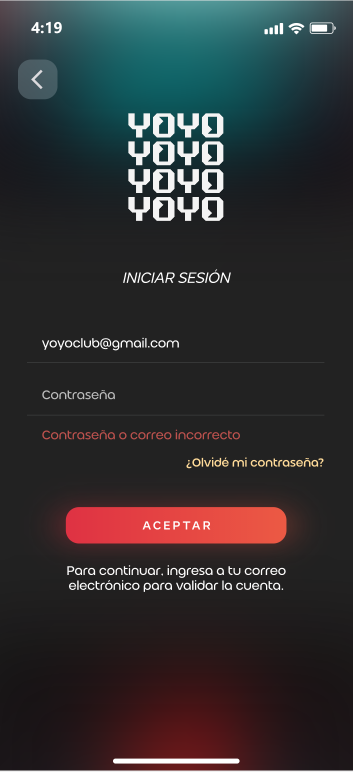 4:19
YOYO
YOYO
YOYO
YOYO
INICIAR SESIÓN
yoyoclub@gmail.com
Contraseña
Contraseña o correo incorrecto
¿Olvidé mi contraseña?
ACEPTAR
Para continuar, ingresa a tu correo
electrónico para validar la cuenta.